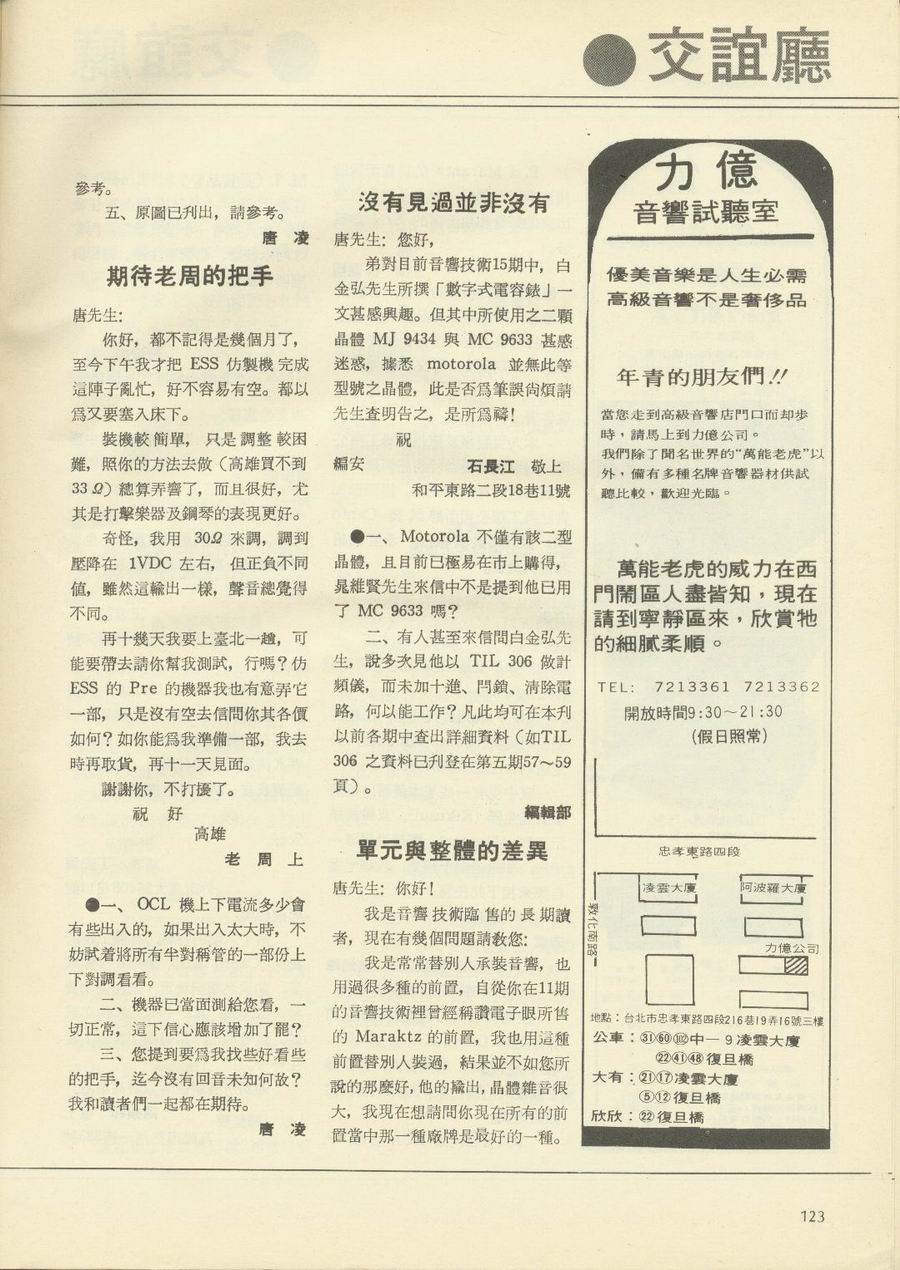 ●交誼廳
參考。
五、原圖已刋出，請參考。
唐　凌
期待老周的把手
唐先生：
你好，都不記得是幾個月了，
至今下午我才把 ESS 仿製機完成
這陣子亂忙，好不容易有空。都以
爲又要塞入床下。
裝機較簡單，只是調整較困
難，照你的方法去做（高雄買不到
33Ω）總算弄響了，而且很好，尤
其是打擊樂器及鋼琴的表現更好。
奇怪，我用 30Ω 來調，調到
壓降在 1VDC 左右，但正負不同
値，雖然這輸出一樣，聲音總覺得
不同。
再十幾天我要上臺北一趟，可
能要帶去請你幫我測試，行嗎？仿
ESS 的 Pre 的機器我也有意弄它
一部，只是沒有空去信問你其各價
如何？如你能爲我準備一部，我去
時再取貨，再十一天見面。
謝謝你，不打擾了。
祝　好
高雄
老　周　上
●一、OCL 機上下電流多少會
有些出入的，如果出入太大時，不
妨試着將所有半對稱管的一部份上
下對調看看。
二、機器已當面測給您看，一
切正常，這下信心應該增加了罷？
三、您提到要爲我找些好看些
的把手，迄今沒有回音未知何故？
我和讀者們一起都在期待。
唐　凌
沒有見過並非沒有
唐先生：您好，
弟對目前音響技術15期中，白
金弘先生所撰「數字式電容錶」一
文甚感興趣。但其中所使用之二顆
晶體 MJ 9434 與 MC 9633 甚感
迷惑，據悉 motorola 並無此等
型號之晶體，此是否爲筆誤尙煩請
先生查明告之，是所爲禱！
祝
編安
石長江　敬上
和平東路二段18巷11號
●一、Motorola 不僅有該二型
晶體，且目前已極易在市上購得，
晁維賢先生來信中不是提到他已用
了 MC 9633 嗎？
二、有人甚至來信問白金弘先
生，說多次見他以 TIL 306 做計
頻儀，而未加十進、閂鎖、清除電
路，何以能工作？凡此均可在本刋
以前各期中查出詳細資料（如TIL
306 之資料已刋登在第五期57～59
頁）。
編輯部
單元與整體的差異
唐先生：你好！
我是音響技術臨售的長期讀
者，現在有幾個問題請敎您：
我是常常替別人承裝音響，也
用過很多種的前置，自從你在11期
的音響技術裡曾經稱讚電子眼所售
的 Maraktz 的前置，我也用這種
前置替別人裝過，結果並不如您所
說的那麼好，他的輸出，晶體雜音很
大，我現在想請問你現在所有的前
置當中那一種廠牌是最好的一種。
力億
音響試聽室
優美音樂是人生必需
高級音響不是奢侈品
年青的朋友們!!
當您走到高級音響店門口而却步
時，請馬上到力億公司。
我們除了聞名世界的“萬能老虎”以
外，備有多種名牌音響器材供試
聽比較，歡迎光臨。
萬能老虎的威力在西
門鬧區人盡皆知，現在
請到寧靜區來，欣賞牠
的細膩柔順。
TEL: 7213361 7213362
開放時間9:30～21:30
(假日照常)
忠孝東路四段
凌雲大廈
阿波羅大廈
敦化南路
力億公司
地點：台北市忠孝東路四段216巷19弄16號三樓
公車：㉛60 102中－9凌雲大廈
㉒㊶㊽復旦橋
大有：㉑⑰凌雲大廈
⑤⑫復旦橋
欣欣：㉒復旦橋
123